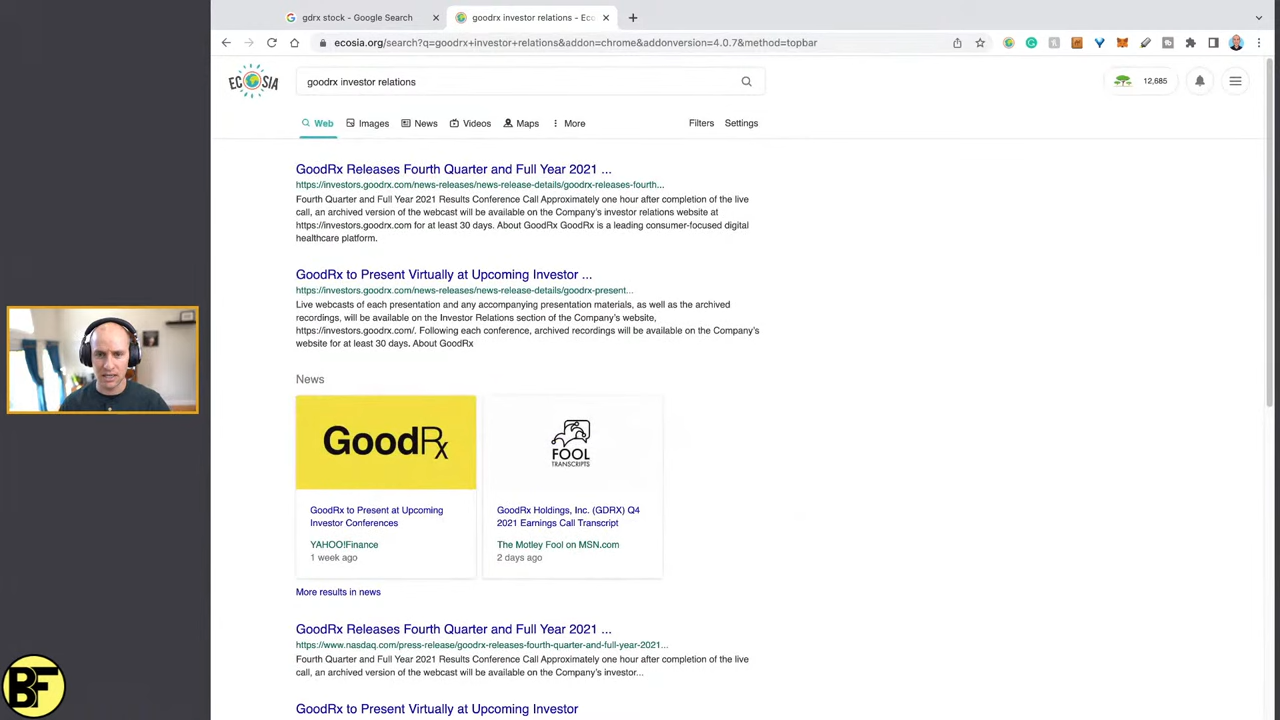 gdrx stock - Google Search
goodrx investor relations - Ecc
ecosia.org/search?q=goodrx+investor+relations&addon=chrome&addonversion=4.0.7&method=topbar
ECOSIA
goodrx investor relations
12,685
Web
Images
News
Videos
Maps
More
Filters
Settings
GoodRx Releases Fourth Quarter and Full Year 2021 ...
https://investors.goodrx.com/news-releases/news-release-details/goodrx-releases-fourth...
Fourth Quarter and Full Year 2021 Results Conference Call Approximately one hour after completion of the live
call, an archived version of the webcast will be available on the Company's investor relations website at
https://investors.goodrx.com for at least 30 days. About GoodRx GoodRx is a leading consumer-focused digital
healthcare platform.
GoodRx to Present Virtually at Upcoming Investor ...
https://investors.goodrx.com/news-releases/news-release-details/goodrx-present...
Live webcasts of each presentation and any accompanying presentation materials, as well as the archived
recordings, will be available on the Investor Relations section of the Company's website,
https://investors.goodrx.com/. Following each conference, archived recordings will be available on the Company's
website for at least 30 days. About GoodRx
News
GoodRx
FOOL
TRANSCRIPTS
GoodRx to Present at Upcoming
Investor Conferences
YAHOO!Finance
1 week ago
GoodRx Holdings, Inc. (GDRX) Q4
2021 Earnings Call Transcript
The Motley Fool on MSN.com
2 days ago
More results in news
GoodRx Releases Fourth Quarter and Full Year 2021 ...
https://www.nasdaq.com/press-release/goodrx-releases-fourth-quarter-and-full-year-2021...
Fourth Quarter and Full Year 2021 Results Conference Call Approximately one hour after completion of the live
call, an archived version of the webcast will be available on the Company's investor...
GoodRx to Present Virtually at Upcoming Investor
BF